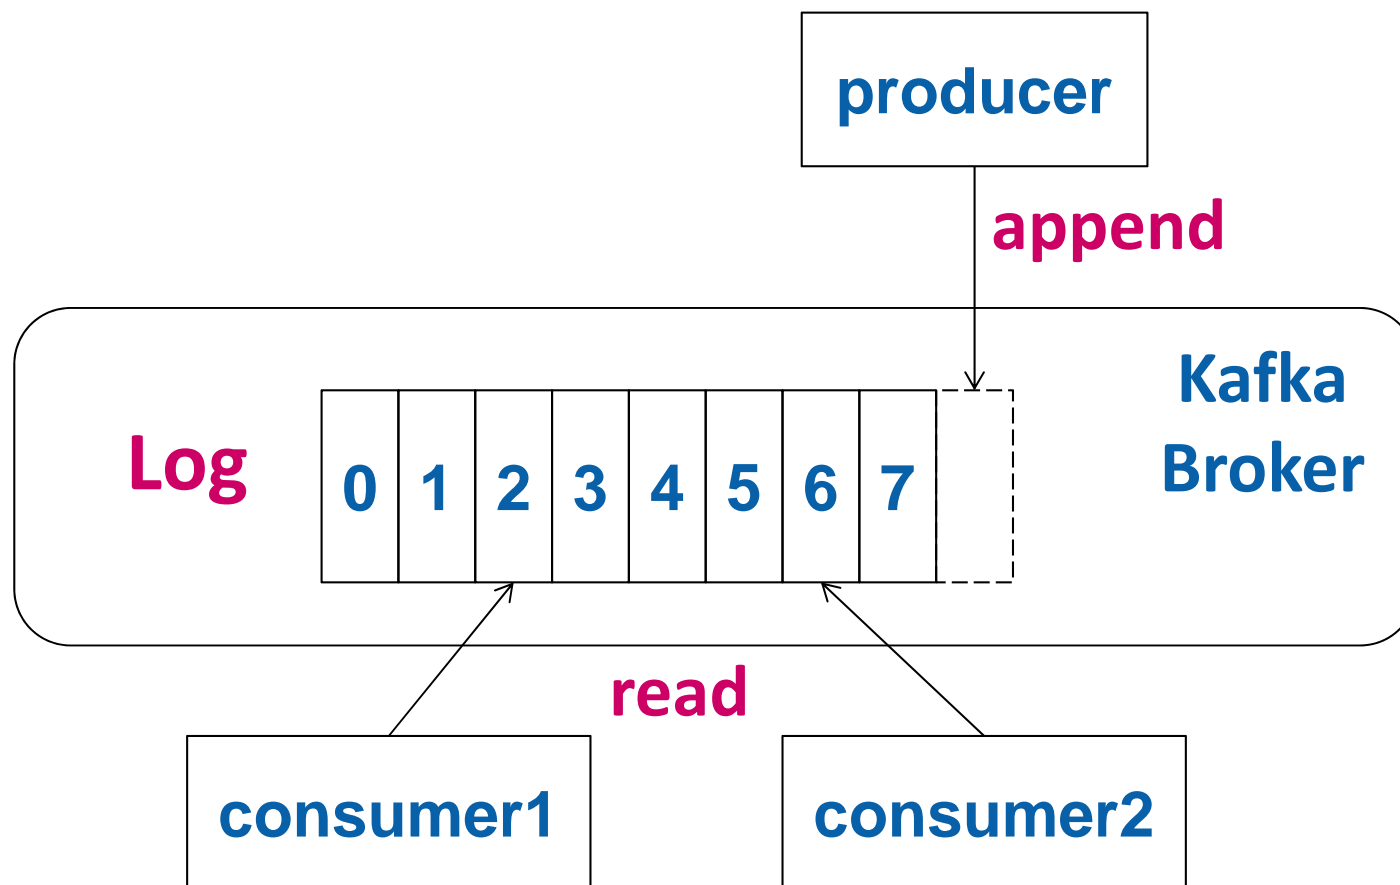 producer
append
Kafka
Broker
Log
0 1 2 3 4 5 6 7
read
consumer1
consumer2